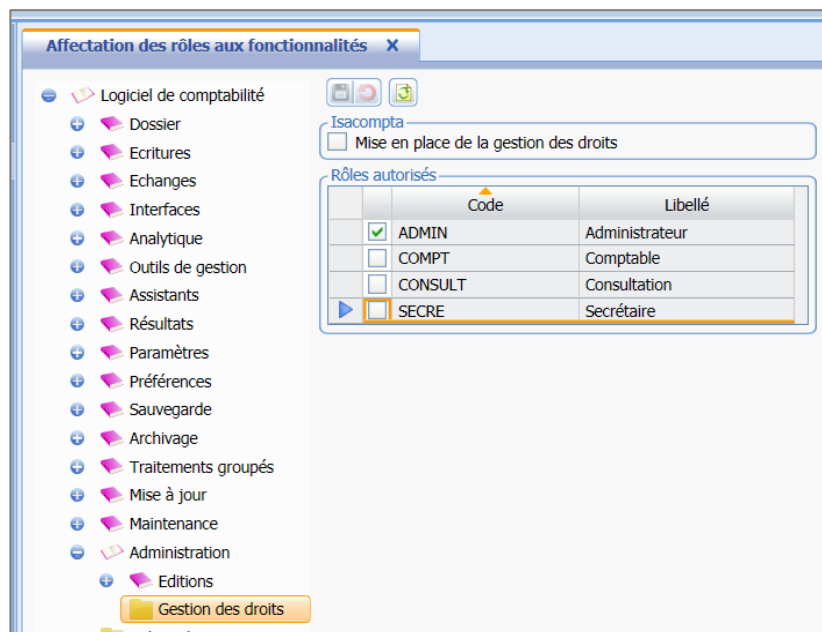 Affectation des rôles aux fonctionnalités X
Logiciel de comptabilité
Dossier
Ecritures
Echanges
Interfaces
Analytique
Outils de gestion
Assistants
Résultats
Paramètres
Préférences
Sauvegarde
Archivage
Traitements groupés
Mise à jour
Maintenance
Administration
Editions
Gestion des droits
Isacompta
Mise en place de la gestion des droits
Rôles autorisés
Code Libellé
ADMIN Administrateur
COMPT Comptable
CONSULT Consultation
SECRE Secrétaire